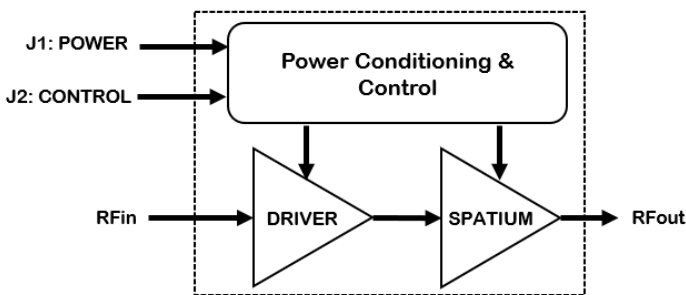 J1: POWER
Power Conditioning &
Control
J2: CONTROL
RFin
DRIVER
SPATIUM
RFout